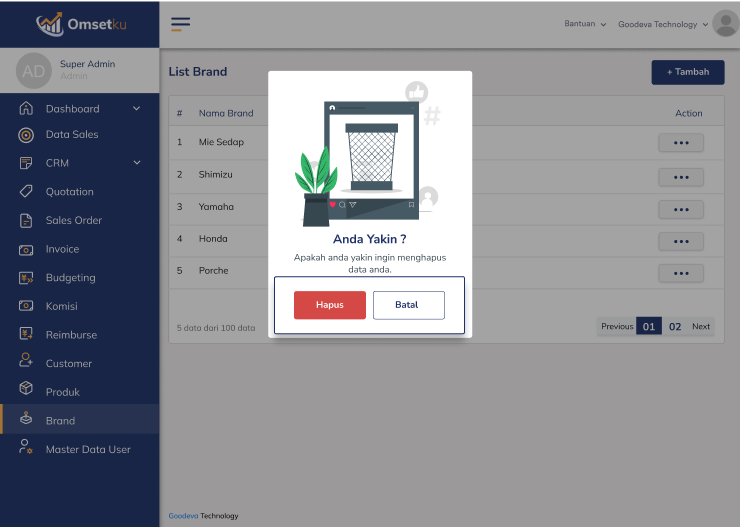 Omsetku
Bantuan
Goodeva Technology
AD
Super Admin
Admin
Dashboard
Data Sales
CRM
Quotation
Sales Order
Invoice
Budgeting
Komisi
Reimburse
Customer
Produk
Brand
Master Data User
List Brand
+ Tambah
# Nama Brand Action
1 Mie Sedap
2 Shimizu
3 Yamaha
4 Honda
5 Porche
5 data dari 100 data
Previous 01 02 Next
#
Anda Yakin ?
Apakah anda yakin ingin menghapus
data anda.
Hapus Batal
Goodeva Technology